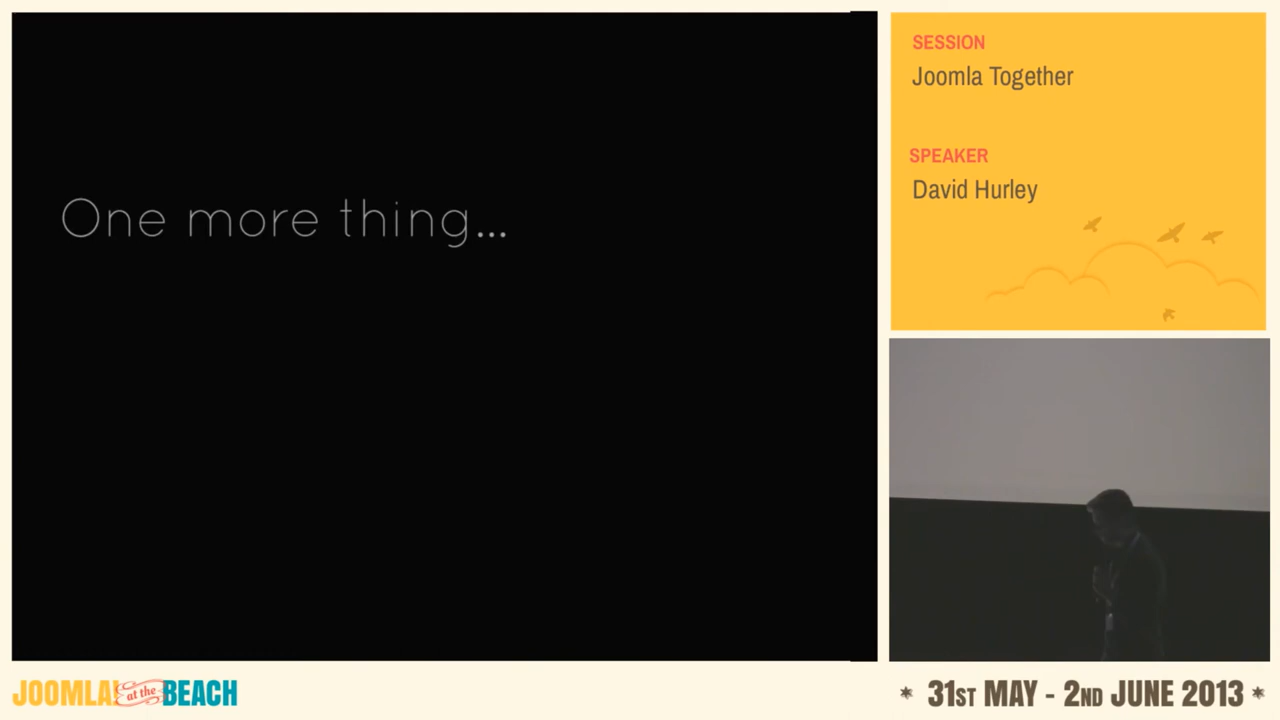 One more thing...
SESSION
Joomla Together
SPEAKER
David Hurley
JOOMLA! at the BEACH
* 31ST MAY - 2ND JUNE 2013 *